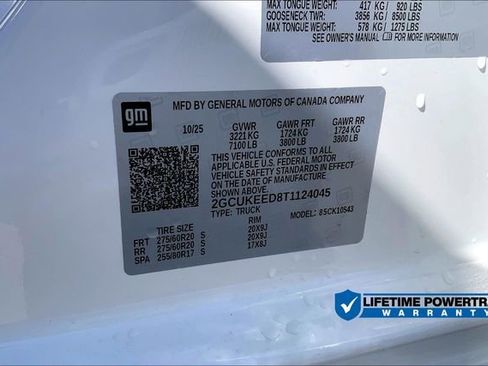 MAX TONGUE WEIGHT: 417 KG / 920 LBS
GOOSENECK TWR: 3856 KG / 8500 LBS
MAX TONGUE WEIGHT: 578 KG / 1275 LBS
SEE OWNER'S MANUAL FOR MORE INFORMATION
gm
MFD BY GENERAL MOTORS OF CANADA COMPANY
10/25 GVWR GAWR FRT GAWR RR
3221 KG 1724 KG 1724 KG
7100 LB 3800 LB 3800 LB
THIS VEHICLE CONFORMS TO ALL
APPLICABLE U.S. FEDERAL MOTOR
VEHICLE SAFETY STANDARDS IN
EFFECT ON THE DATE OF MANUFACTURE
SHOWN ABOVE.
2GCUKEED8T1124045
TYPE: TRUCK MODEL: 85CK10543
TIRE SIZE RIM
FRT 275/60R20 S 20X9J
RR 275/60R20 S 20X9J
SPA 255/80R17 S 17X8J
LIFETIME POWERTR
WARRANTY